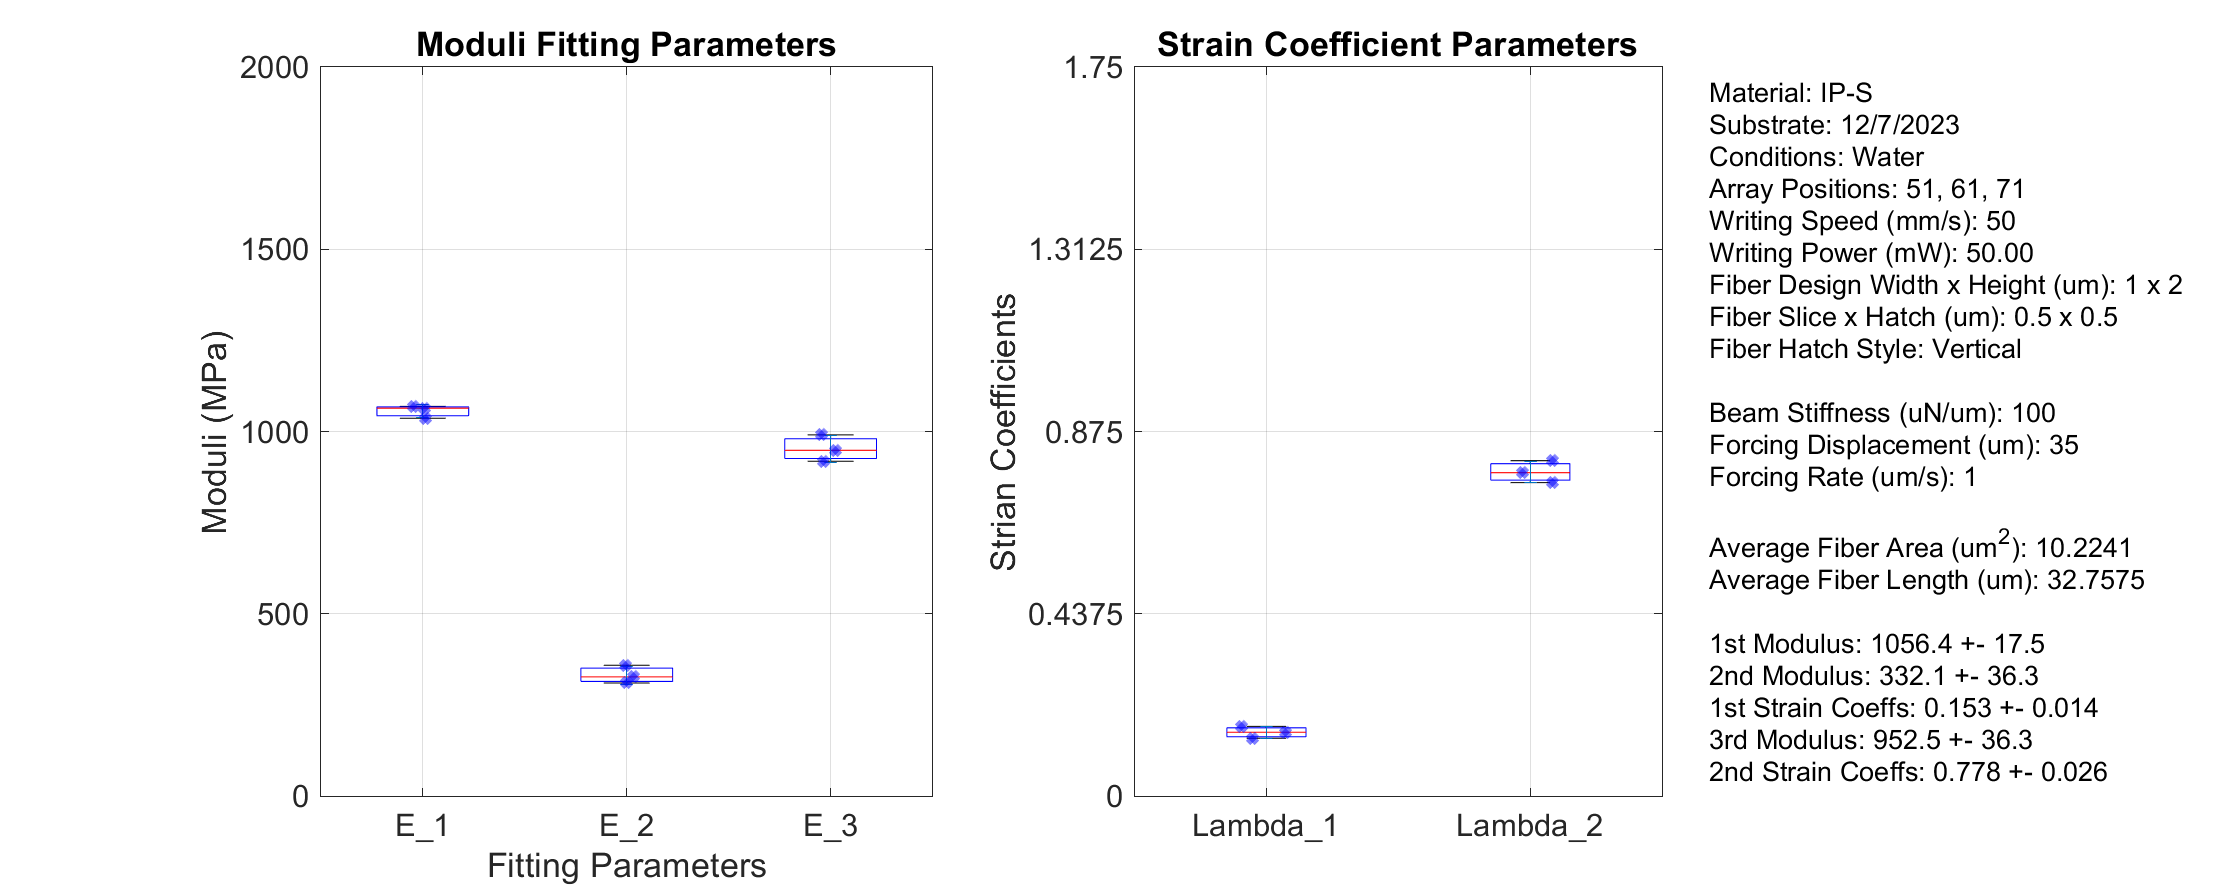 Moduli Fitting Parameters
2000
1500
1000
500
0
Moduli (MPa)
E_1
E_2
E_3
Fitting Parameters
Strain Coefficient Parameters
1.75
1.3125
0.875
0.4375
0
Strian Coefficients
Lambda_1
Lambda_2
Material: IP-S
Substrate: 12/7/2023
Conditions: Water
Array Positions: 51, 61, 71
Writing Speed (mm/s): 50
Writing Power (mW): 50.00
Fiber Design Width x Height (um): 1 x 2
Fiber Slice x Hatch (um): 0.5 x 0.5
Fiber Hatch Style: Vertical
Beam Stiffness (uN/um): 100
Forcing Displacement (um): 35
Forcing Rate (um/s): 1
Average Fiber Area (um²): 10.2241
Average Fiber Length (um): 32.7575
1st Modulus: 1056.4 +- 17.5
2nd Modulus: 332.1 +- 36.3
1st Strain Coeffs: 0.153 +- 0.014
3rd Modulus: 952.5 +- 36.3
2nd Strain Coeffs: 0.778 +- 0.026